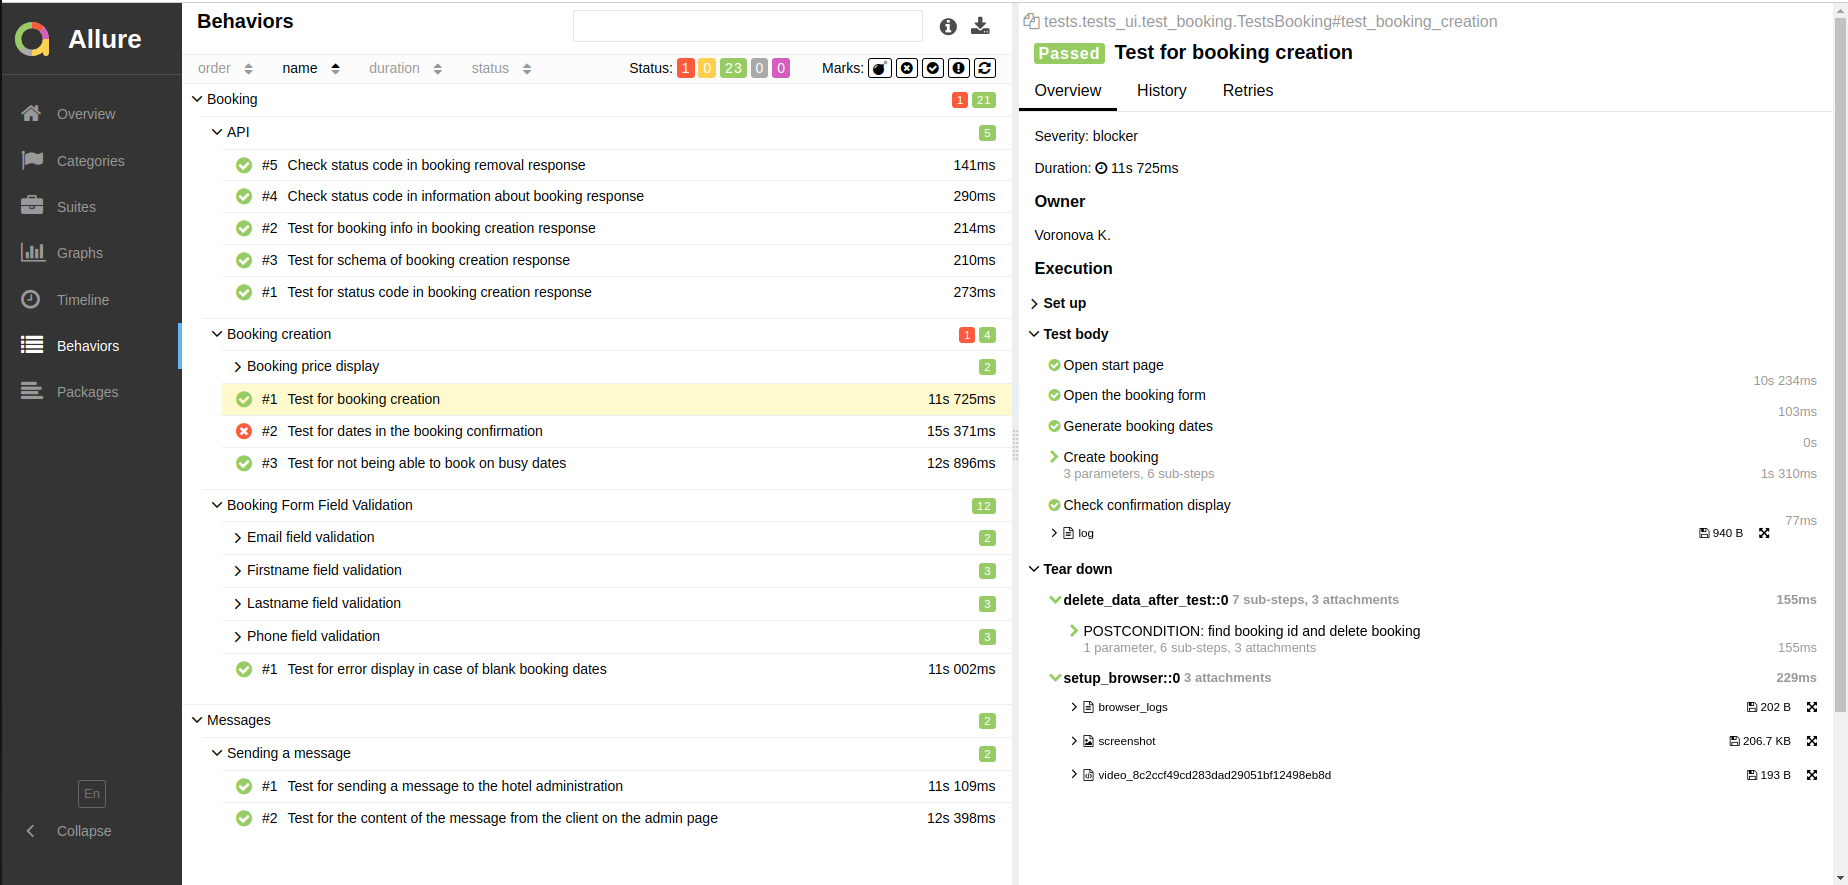 Allure
Overview
Categories
Suites
Graphs
Timeline
Behaviors
Packages
En
Collapse
Behaviors
order name duration status Status: 1 0 23 0 0 Marks:
Booking 1 21
API 5
#5 Check status code in booking removal response 141ms
#4 Check status code in information about booking response 290ms
#2 Test for booking info in booking creation response 214ms
#3 Test for schema of booking creation response 210ms
#1 Test for status code in booking creation response 273ms
Booking creation 1 4
Booking price display 2
#1 Test for booking creation 11s 725ms
#2 Test for dates in the booking confirmation 15s 371ms
#3 Test for not being able to book on busy dates 12s 896ms
Booking Form Field Validation 12
Email field validation 2
Firstname field validation 3
Lastname field validation 3
Phone field validation 3
#1 Test for error display in case of blank booking dates 11s 002ms
Messages 2
Sending a message 2
#1 Test for sending a message to the hotel administration 11s 109ms
#2 Test for the content of the message from the client on the admin page 12s 398ms
tests.tests_ui.test_booking.TestsBooking#test_booking_creation
Passed Test for booking creation
Overview History Retries
Severity: blocker
Duration: 11s 725ms
Owner
Voronova K.
Execution
Set up
Test body
Open start page
10s 234ms
Open the booking form
103ms
Generate booking dates
0s
Create booking
3 parameters, 6 sub-steps 1s 310ms
Check confirmation display
77ms
log 940 B
Tear down
delete_data_after_test::0 7 sub-steps, 3 attachments 155ms
POSTCONDITION: find booking id and delete booking
1 parameter, 6 sub-steps, 3 attachments 155ms
setup_browser::0 3 attachments 229ms
browser_logs 202 B
screenshot 206.7 KB
video_8c2ccf49cd283dad29051bf12498eb8d 193 B